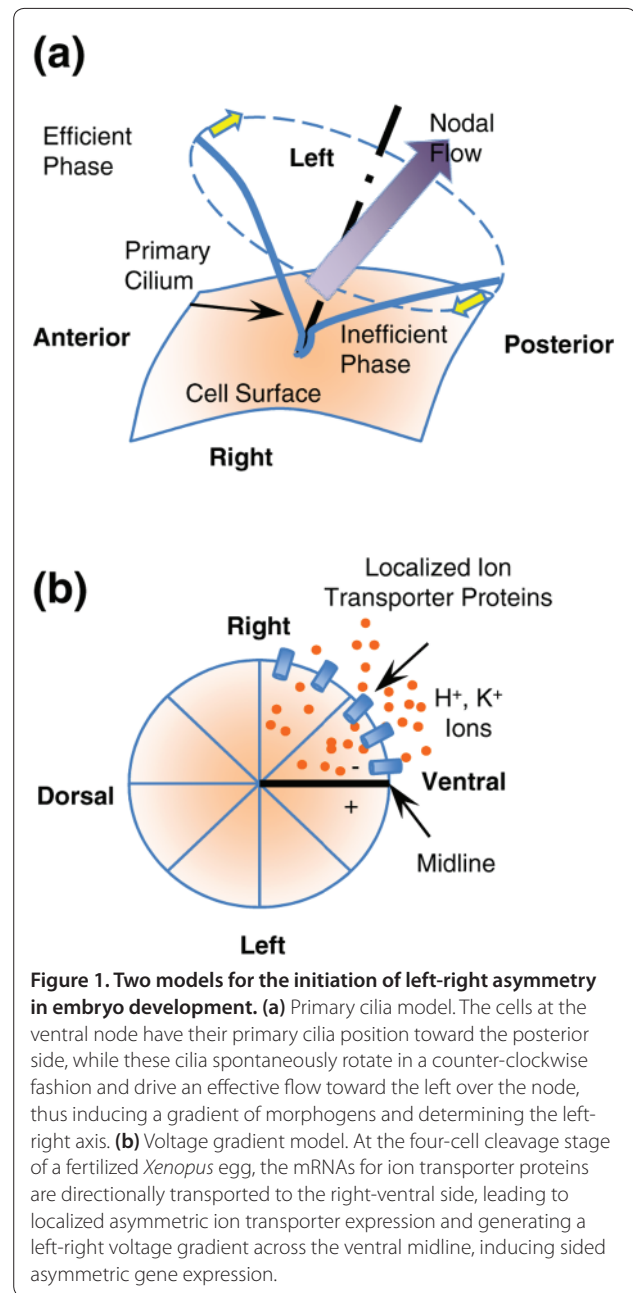 (a)
Efficient
Phase
Left
Nodal
Flow
Primary
Cilium
Anterior
Inefficient
Phase
Posterior
Cell Surface
Right
(b)
Localized Ion
Transporter Proteins
Right
H+, K+
Ions
-
Dorsal
Ventral
+
Midline
Left
Figure 1. Two models for the initiation of left-right asymmetry
in embryo development. (a) Primary cilia model. The cells at the
ventral node have their primary cilia position toward the posterior
side, while these cilia spontaneously rotate in a counter-clockwise
fashion and drive an effective flow toward the left over the node,
thus inducing a gradient of morphogens and determining the left-
right axis. (b) Voltage gradient model. At the four-cell cleavage stage
of a fertilized Xenopus egg, the mRNAs for ion transporter proteins
are directionally transported to the right-ventral side, leading to
localized asymmetric ion transporter expression and generating a
left-right voltage gradient across the ventral midline, inducing sided
asymmetric gene expression.